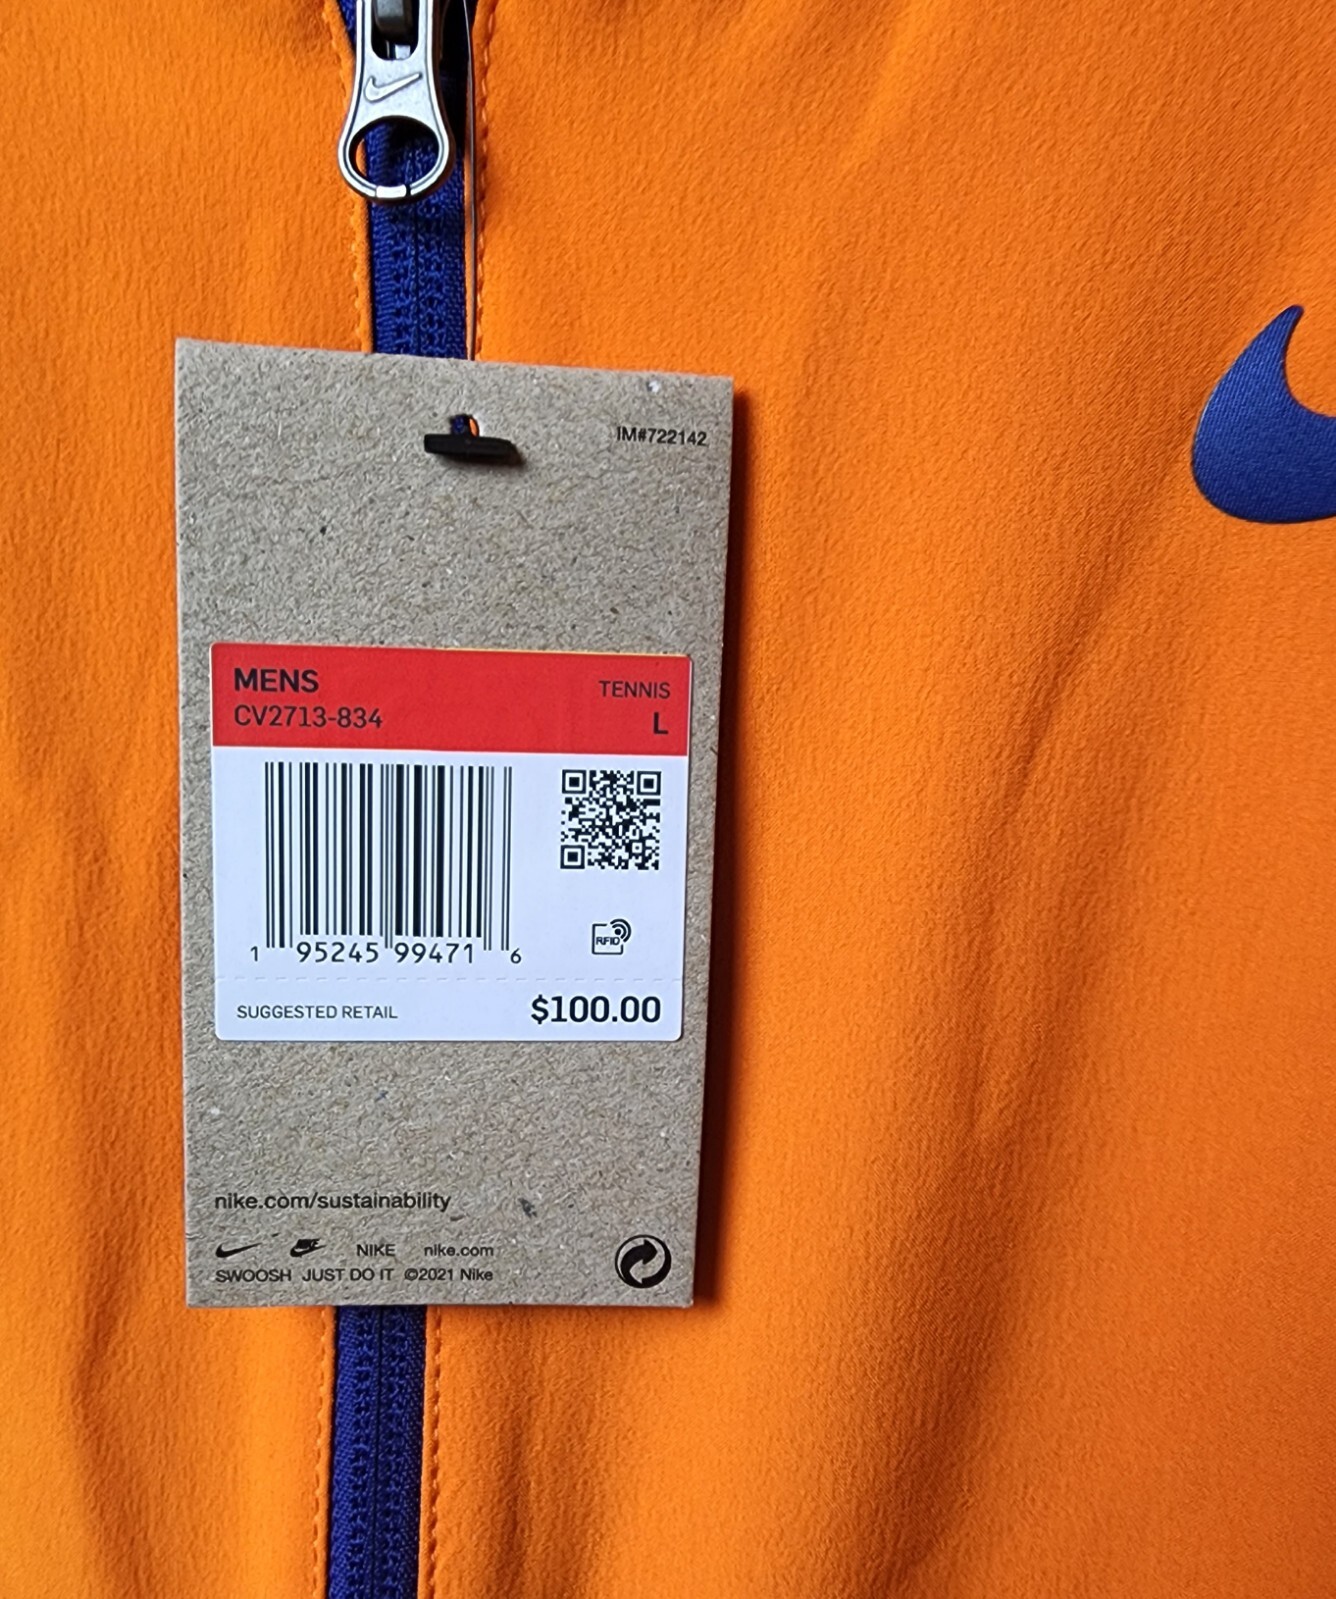 IM#722142
MENS TENNIS
CV2713-834 L
1 95245 99471 6
RFID
SUGGESTED RETAIL $100.00
nike.com/sustainability
NIKE nike.com
SWOOSH JUST DO IT ©2021 Nike